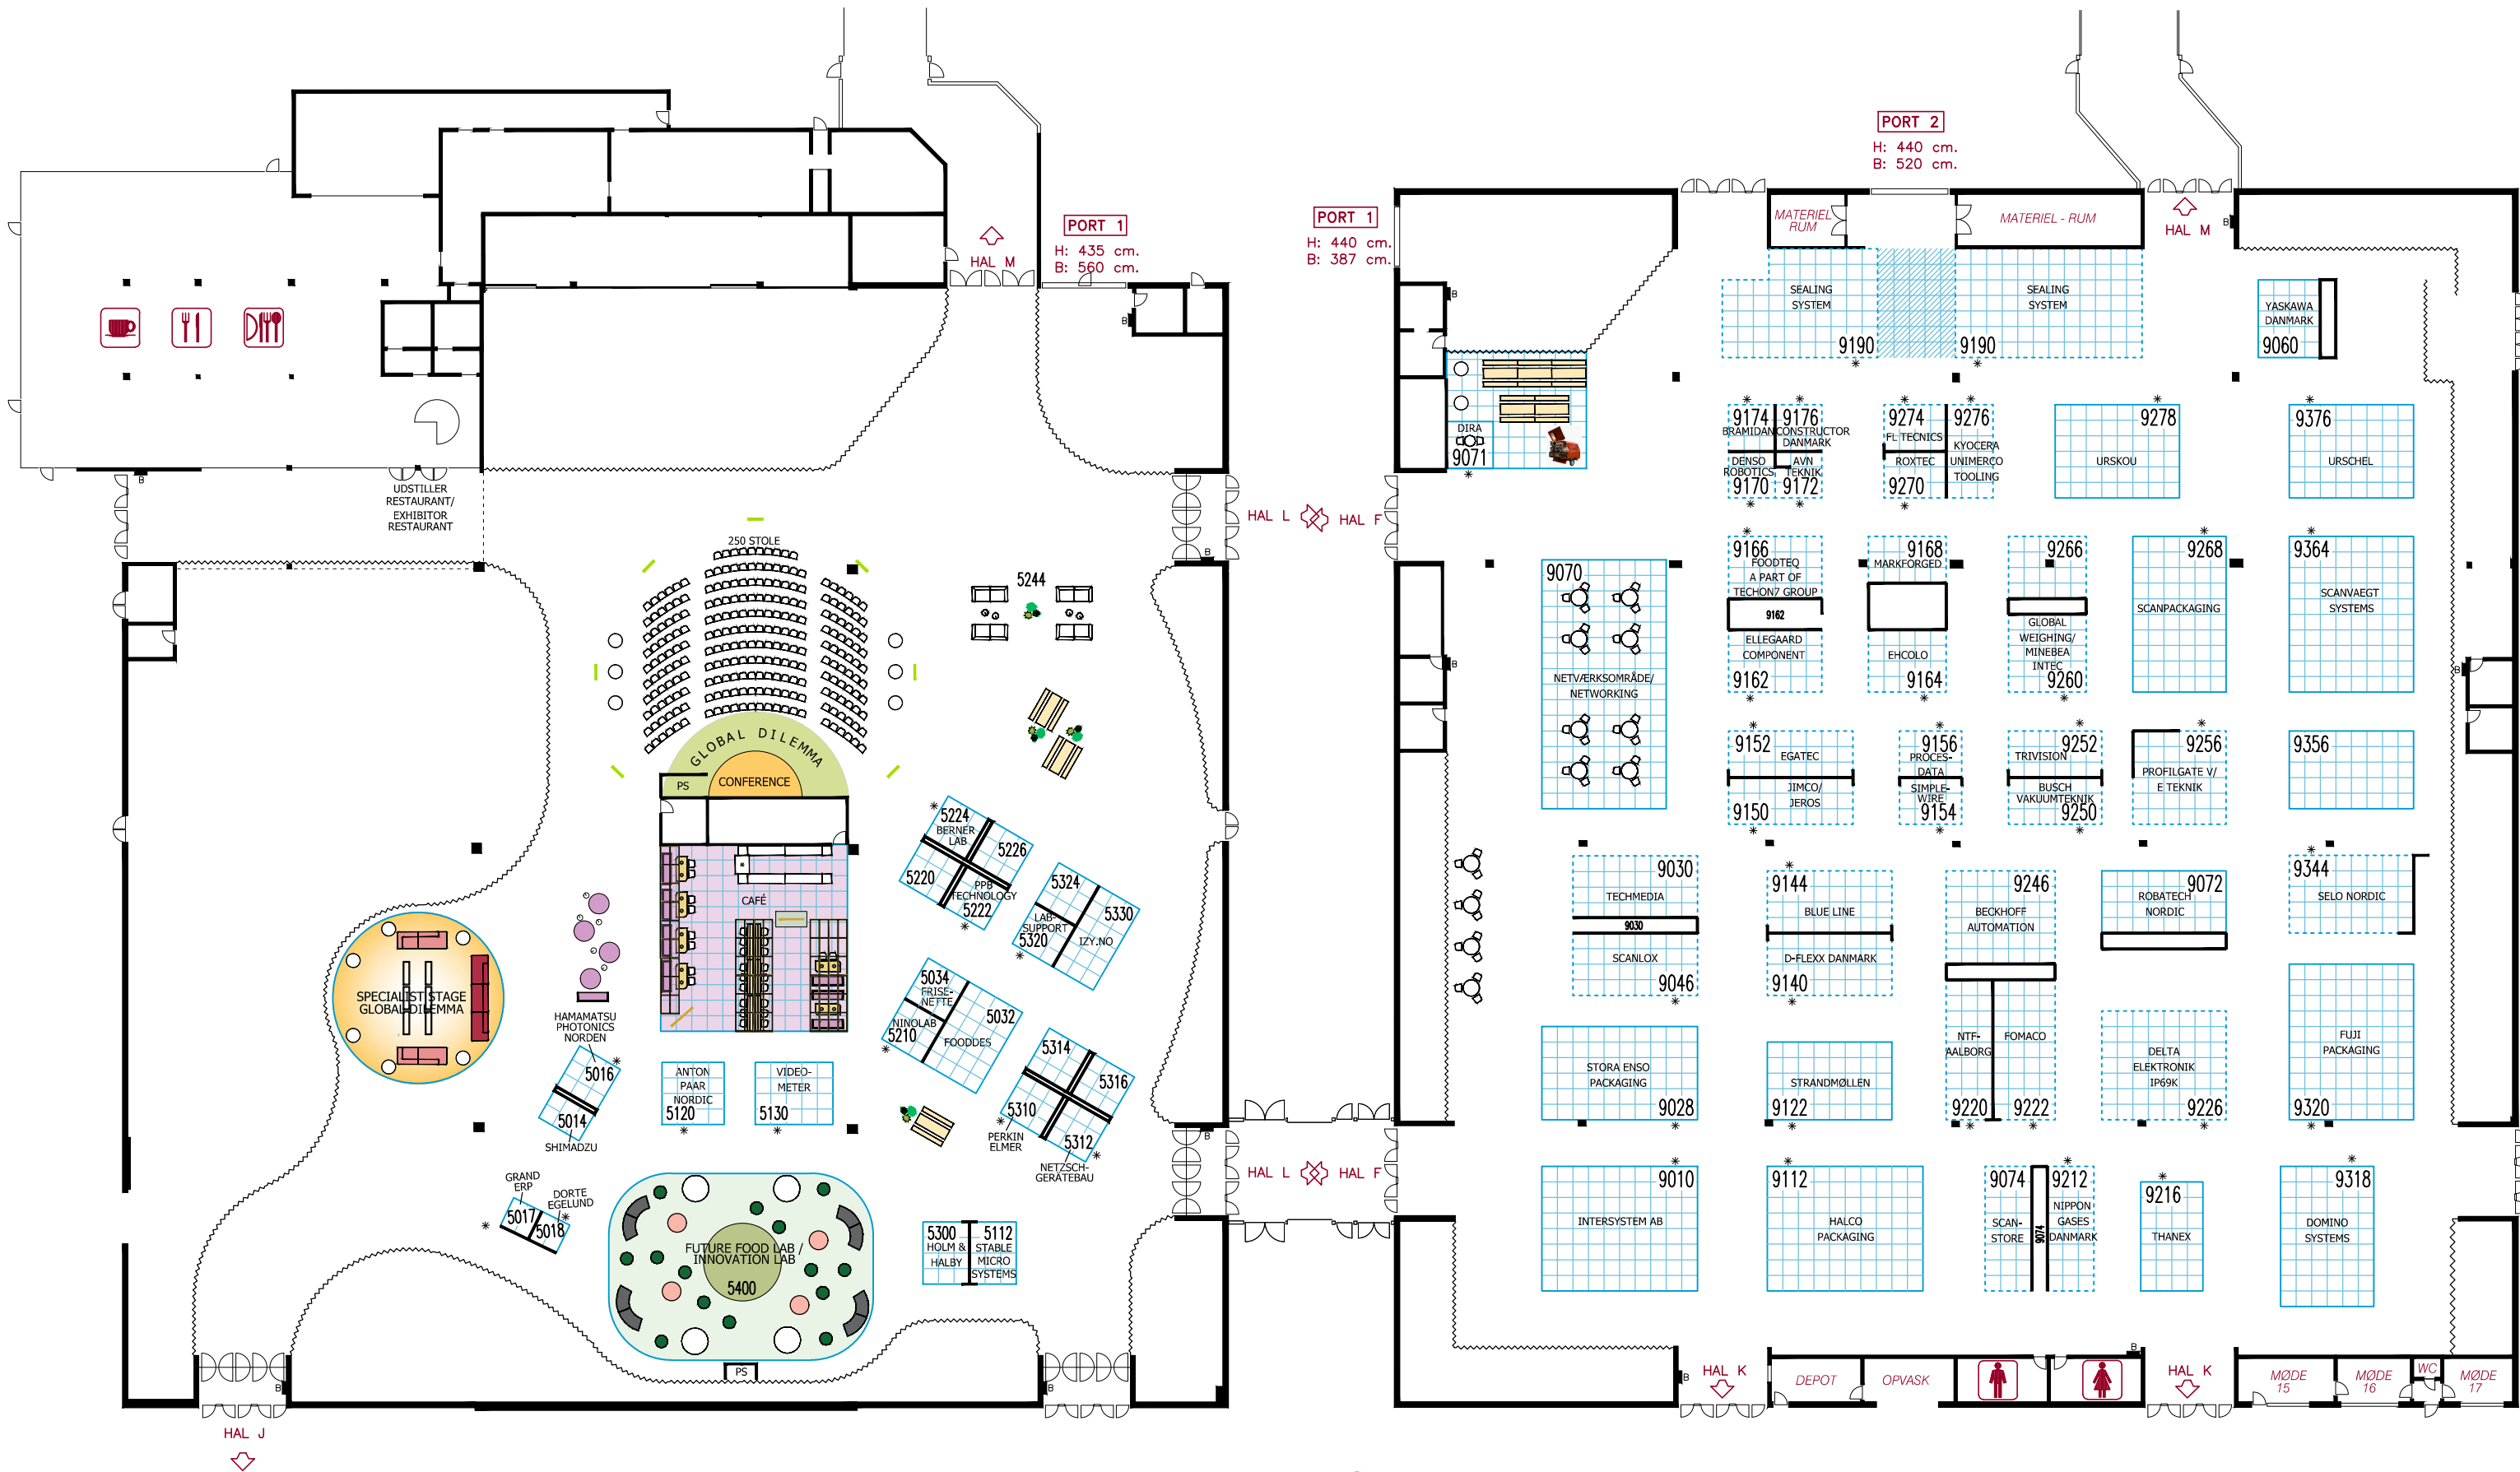 PORT 2
H: 440 cm.
B: 520 cm.
PORT 1
H: 435 cm.
B: 560 cm.
HAL M
B
PORT 1
H: 440 cm.
B: 387 cm.
B
MATERIEL
RUM
MATERIEL - RUM
HAL M
B
UDSTILLER
RESTAURANT/
EXHIBITOR
RESTAURANT
B
250 STOLE
5244
GLOBAL DILEMMA
CONFERENCE
PS
CAFÉ
SPECIALIST STAGE
GLOBAL DILEMMA
HAMAMATSU
PHOTONICS
NORDEN
5016
5014
SHIMADZU
GRAND
ERP
5017
DORTE
EGELUND
5018
ANTON
PAAR
NORDIC
5120
VIDEO-
METER
5130
5224
BERNER
LAB
5226
5220
PPB
TECHNOLOGY
5222
5324
5330
LAB-
SUPPORT
5320
IZY.NO
5034
FRISE-
NETTE
5032
NINOLAB
5210
FOODDES
5314
5316
5310
PERKIN
ELMER
5312
NETZSCH-
GERÄTEBAU
5300
HOLM &
HALBY
5112
STABLE
MICRO
SYSTEMS
FUTURE FOOD LAB /
INNOVATION LAB
5400
PS
B
B
B
B
HAL J
HAL L
HAL F
HAL L
HAL F
SEALING
SYSTEM
9190
SEALING
SYSTEM
9190
YASKAWA
DANMARK
9060
DIRA
9071
9174
BRAMIDAN
9176
CONSTRUCTOR
DANMARK
DENSO
ROBOTICS
9170
AVN
TEKNIK
9172
9274
FL TECNICS
9276
KYOCERA
UNIMERCO
TOOLING
ROXTEC
9270
9278
URSKOU
9376
URSCHEL
9070
NETVÆRKSOMRÅDE/
NETWORKING
B
9166
FOODTEQ
A PART OF
TECHON7 GROUP
9162
ELLEGAARD
COMPONENT
9162
9168
MARKFORGED
EHCOLO
9164
9266
GLOBAL
WEIGHING/
MINEBEA
INTEC
9260
9268
SCANPACKAGING
9364
SCANVAEGT
SYSTEMS
B
9152
EGATEC
JIMCO/
JEROS
9150
9156
PROCES-
DATA
SIMPLE-
WIRE
9154
9252
TRIVISION
BUSCH
VAKUUMTEKNIK
9250
9256
PROFILGATE V/
E TEKNIK
9356
9030
TECHMEDIA
9030
SCANLOX
9046
9144
BLUE LINE
D-FLEXX DANMARK
9140
9246
BECKHOFF
AUTOMATION
NTF-
AALBORG
9220
FOMACO
9222
9072
ROBATECH
NORDIC
9344
SELO NORDIC
STORA ENSO
PACKAGING
9028
STRANDMØLLEN
9122
DELTA
ELEKTRONIK
IP69K
9226
FUJI
PACKAGING
9320
9010
INTERSYSTEM AB
9112
HALCO
PACKAGING
9074
SCAN-
STORE
9074
9212
NIPPON
GASES
DANMARK
9216
THANEX
9318
DOMINO
SYSTEMS
B
HAL K
DEPOT
OPVASK
B
HAL K
MØDE
15
MØDE
16
WC
MØDE
17